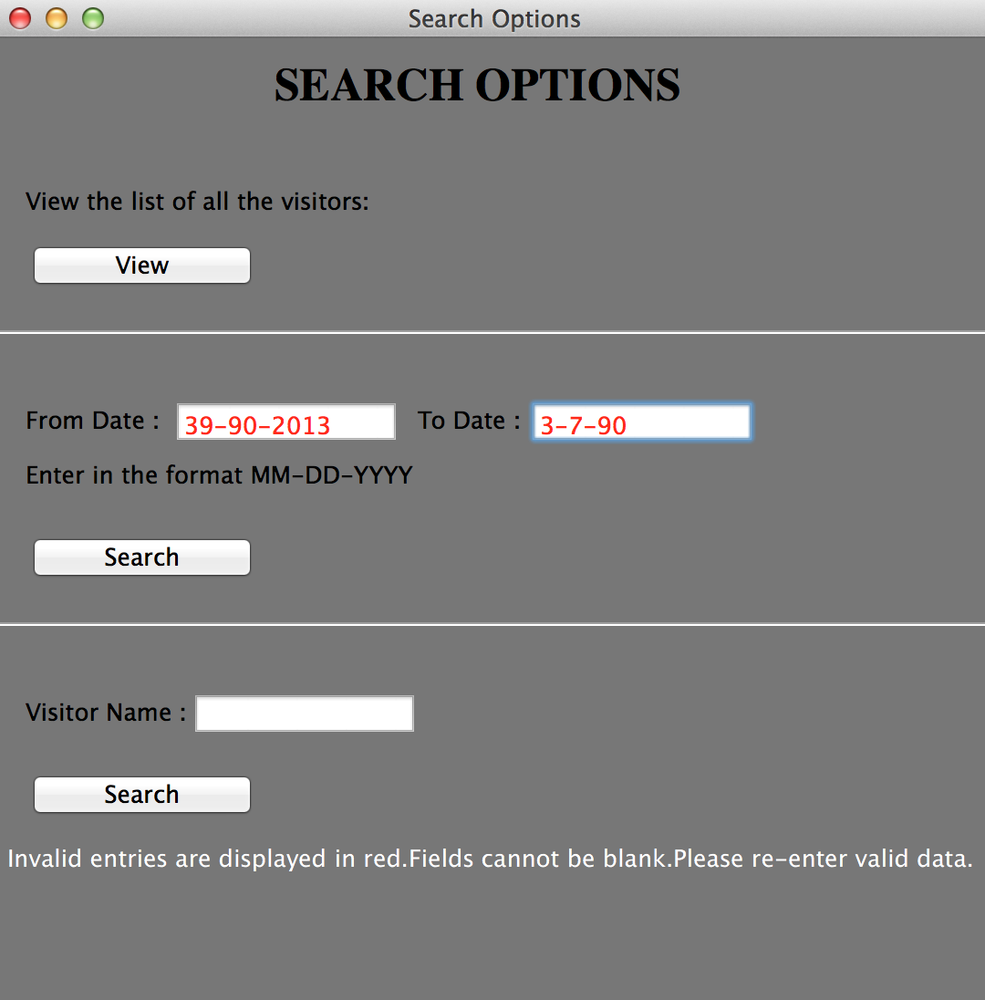 Search Options
SEARCH OPTIONS
View the list of all the visitors:
View
From Date : 39-90-2013 To Date : 3-7-90
Enter in the format MM-DD-YYYY
Search
Visitor Name :
Search
Invalid entries are displayed in red.Fields cannot be blank.Please re-enter valid data.